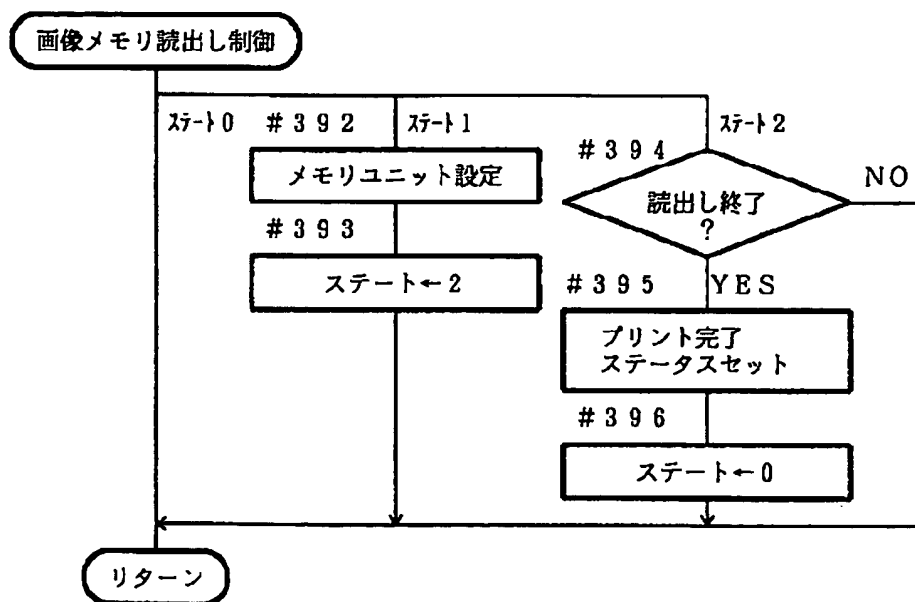 画像メモリ読出し制御
ｽﾃｰﾄ0
#392
ｽﾃｰﾄ1
ｽﾃｰﾄ2
#394
メモリユニット設定
読出し終了
?
NO
#393
ステート←2
#395
YES
プリント完了
ステータスセット
#396
ステート←0
リターン